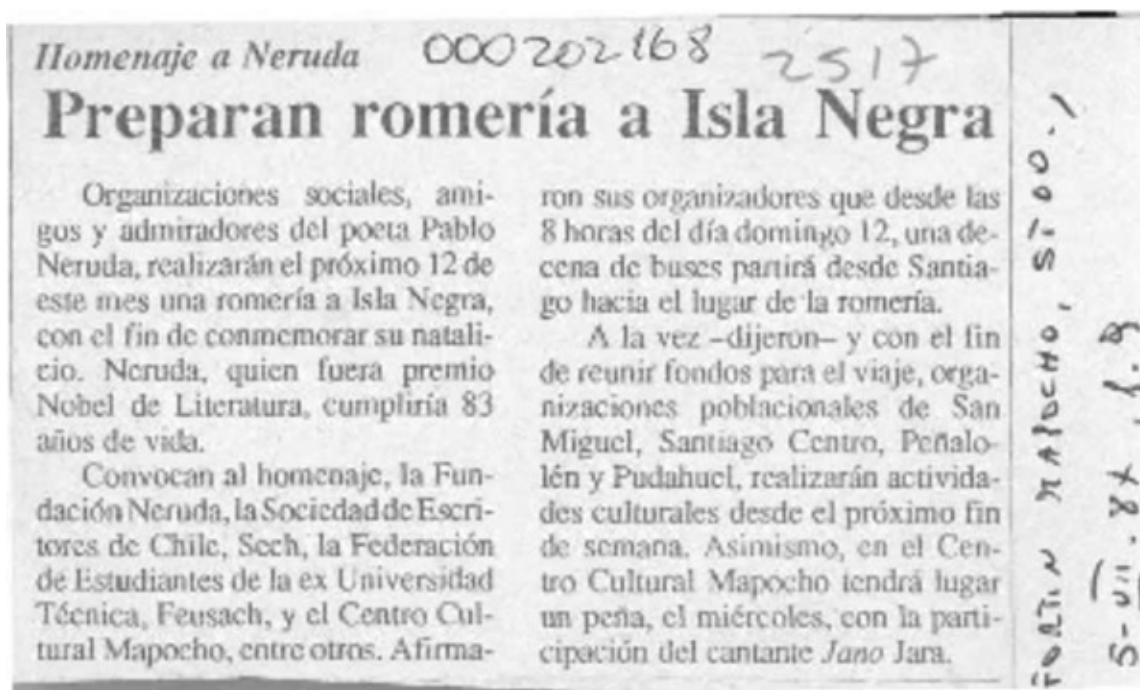 Homenaje a Neruda
000202168
2517
Preparan romería a Isla Negra
Organizaciones sociales, ami-
gos y admiradores del poeta Pablo
Neruda, realizarán el próximo 12 de
este mes una romería a Isla Negra,
con el fin de conmemorar su natali-
cio. Neruda, quien fuera premio
Nobel de Literatura, cumpliría 83
años de vida.
Convocan al homenaje, la Fun-
dación Neruda, la Sociedad de Escri-
tores de Chile, Sech, la Federación
de Estudiantes de la ex Universidad
Técnica, Feusach, y el Centro Cul-
tural Mapocho, entre otros. Afirma-
ron sus organizadores que desde las
8 horas del día domingo 12, una de-
cena de buses partirá desde Santia-
go hacia el lugar de la romería.
A la vez –dijeron– y con el fin
de reunir fondos para el viaje, orga-
nizaciones poblacionales de San
Miguel, Santiago Centro, Peñalo-
lén y Pudahuel, realizarán activida-
des culturales desde el próximo fin
de semana. Asimismo, en el Cen-
tro Cultural Mapocho tendrá lugar
un peña, el miércoles, con la parti-
cipación del cantante Jano Jara.
FORTIN MAPOCHO,
5-VII.87